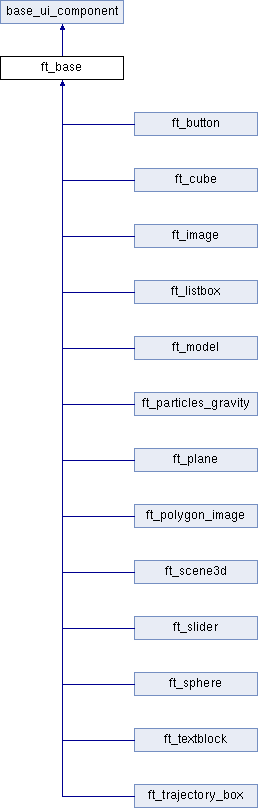 base_ui_component
ft_base
ft_button
ft_cube
ft_image
ft_listbox
ft_model
ft_particles_gravity
ft_plane
ft_polygon_image
ft_scene3d
ft_slider
ft_sphere
ft_textblock
ft_trajectory_box